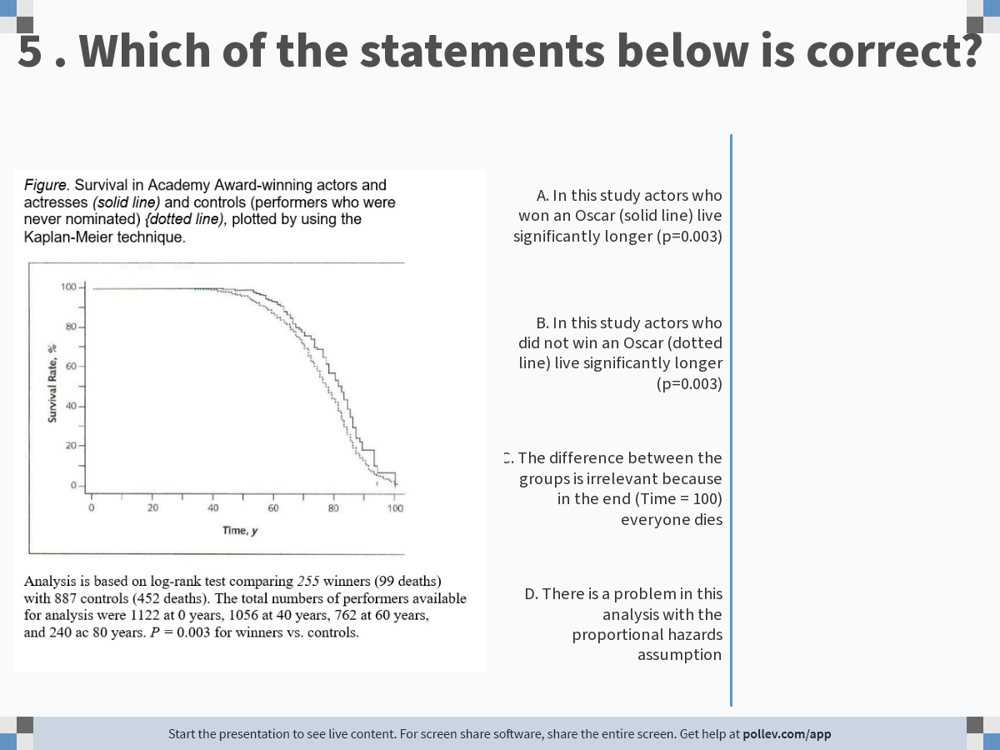 5 . Which of the statements below is correct?
Figure. Survival in Academy Award-winning actors and
actresses (solid line) and controls (performers who were
never nominated) {dotted line), plotted by using the
Kaplan-Meier technique.
100
80
60
40
20
0
Survival Rate, %
0 20 40 60 80 100
Time, y
Analysis is based on log-rank test comparing 255 winners (99 deaths)
with 887 controls (452 deaths). The total numbers of performers available
for analysis were 1122 at 0 years, 1056 at 40 years, 762 at 60 years,
and 240 ac 80 years. P = 0.003 for winners vs. controls.
A. In this study actors who
won an Oscar (solid line) live
significantly longer (p=0.003)
B. In this study actors who
did not win an Oscar (dotted
line) live significantly longer
(p=0.003)
C. The difference between the
groups is irrelevant because
in the end (Time = 100)
everyone dies
D. There is a problem in this
analysis with the
proportional hazards
assumption
Start the presentation to see live content. For screen share software, share the entire screen. Get help at pollev.com/app